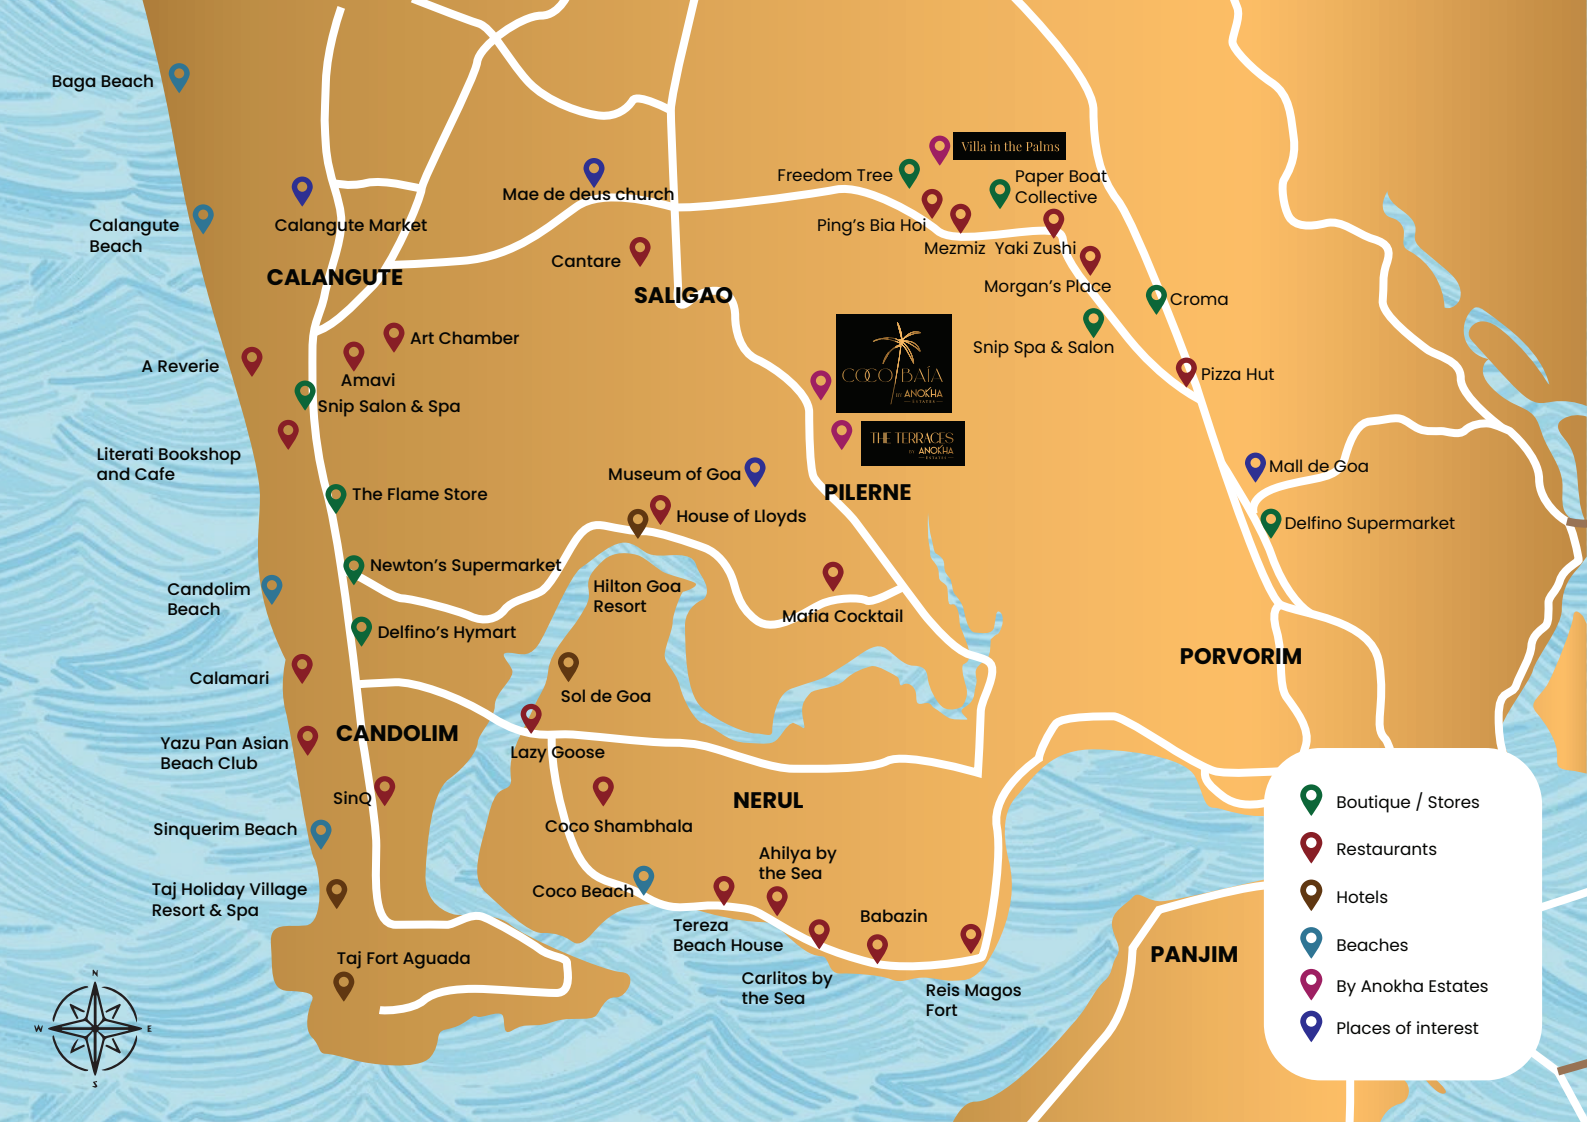 Baga Beach
Villa in the Palms
Mae de deus church
Freedom Tree
Paper Boat
Collective
Calangute
Beach
Calangute Market
Ping's Bia Hoi
Mezmiz
Yaki Zushi
CALANGUTE
Cantare
SALIGAO
Morgan's Place
Croma
A Reverie
Art Chamber
Amavi
COCO BAÍA
BY ANOKHA
ESTATES
Snip Spa & Salon
Pizza Hut
Snip Salon & Spa
THE TERRACES
BY ANOKHA
ESTATES
Literati Bookshop
and Cafe
Museum of Goa
PILERNE
Mall de Goa
The Flame Store
House of Lloyds
Delfino Supermarket
Newton's Supermarket
Candolim
Beach
Hilton Goa
Resort
Mafia Cocktail
Delfino's Hymart
PORVORIM
Calamari
Sol de Goa
CANDOLIM
Yazu Pan Asian
Beach Club
Lazy Goose
SinQ
NERUL
Sinquerim Beach
Coco Shambhala
Ahilya by
the Sea
Taj Holiday Village
Resort & Spa
Coco Beach
Tereza
Beach House
Babazin
Taj Fort Aguada
Carlitos by
the Sea
Reis Magos
Fort
PANJIM
N
W
E
S
Boutique / Stores
Restaurants
Hotels
Beaches
By Anokha Estates
Places of interest